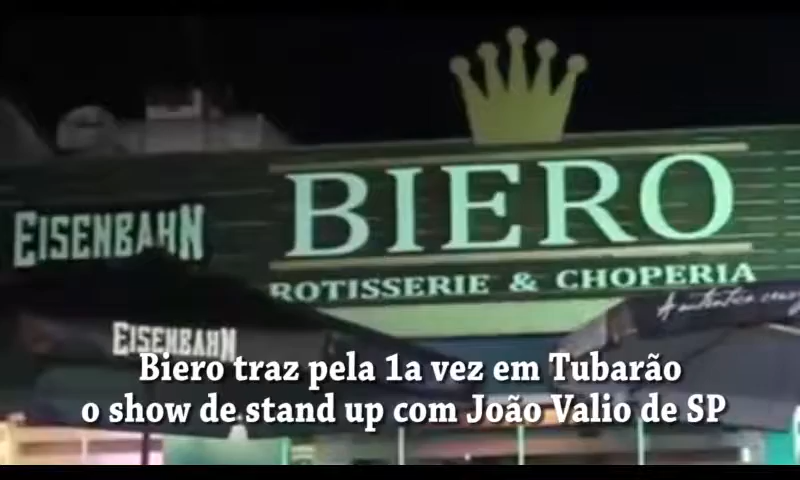 BIERO
EISENBAHN
ROTISSERIE & CHOPERIA
EISENBAHN
Biero traz pela 1a vez em Tubarão
o show de stand up com João Valio de SP